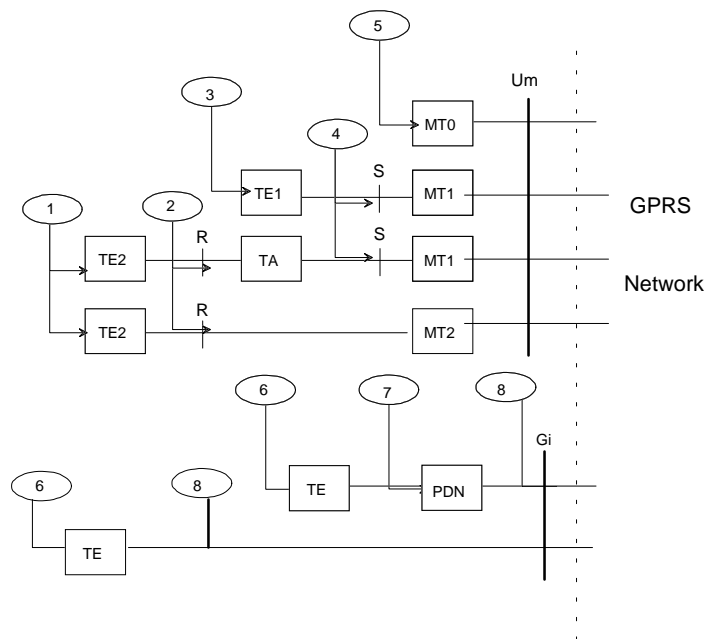 5
Um
3
MT0
4
S
TE1
MT1
GPRS
1
2
R
S
TE2
TA
MT1
Network
R
TE2
MT2
6
7
8
Gi
6
8
TE
PDN
TE